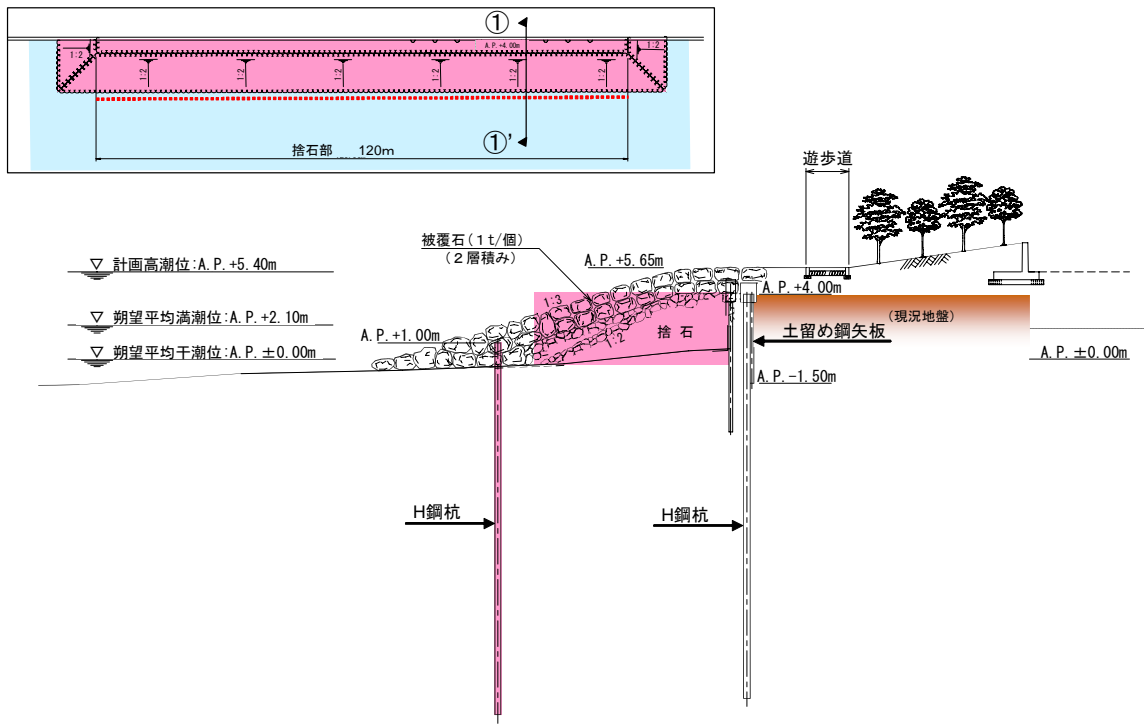 ①
A.P.+4.00m
1:2
1:2
1:2
1:2
1:2
1:2
1:2
1:2
捨石部 120m
①'
遊歩道
被覆石(1t/個)
(2層積み)
計画高潮位:A.P.+5.40m
A.P.+5.65m
A.P.+4.00m
1:3
(現況地盤)
朔望平均満潮位:A.P.+2.10m
捨石
土留め鋼矢板
A.P.+1.00m
1:2
朔望平均干潮位:A.P.±0.00m
A.P.±0.00m
A.P.-1.50m
H鋼杭
H鋼杭